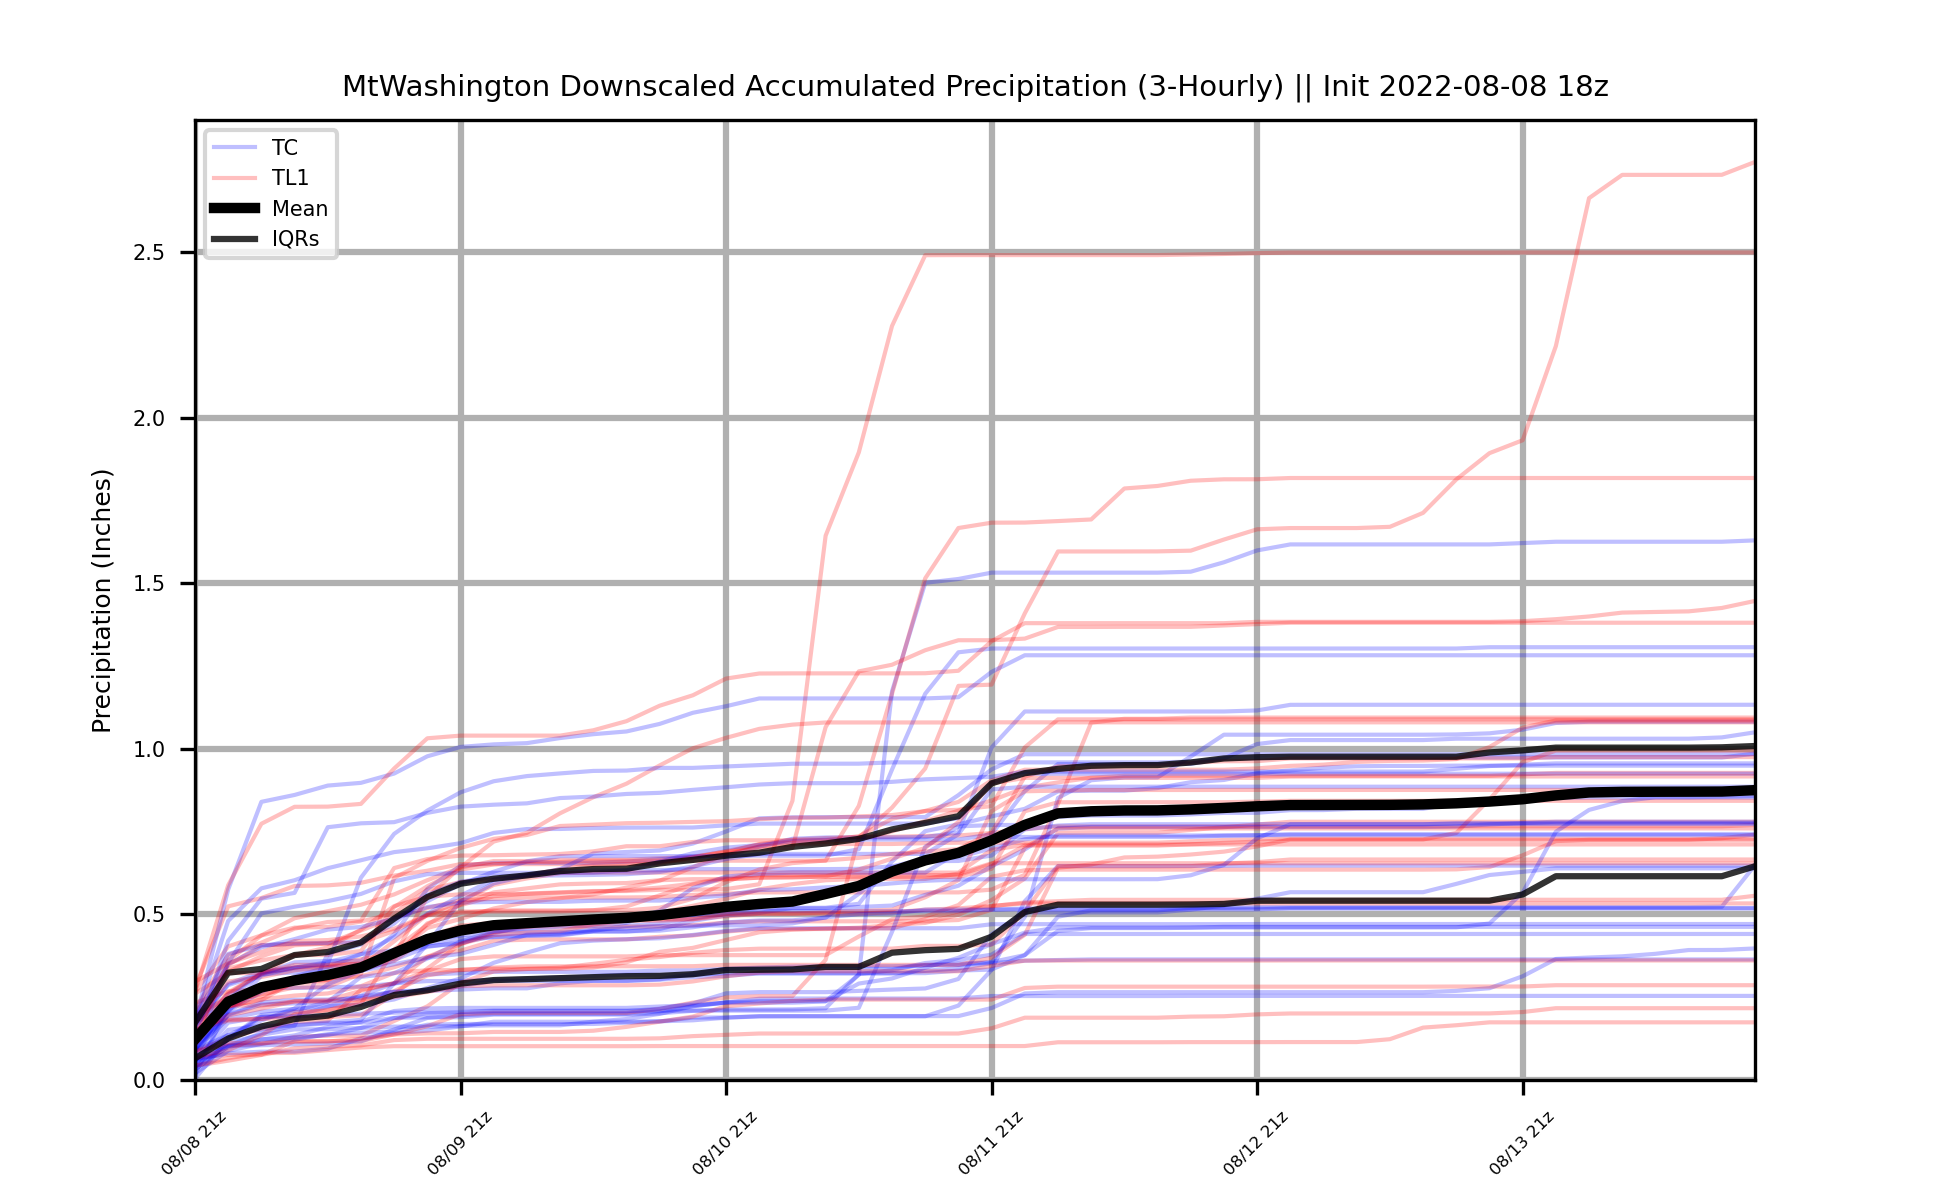 MtWashington Downscaled Accumulated Precipitation (3-Hourly) || Init 2022-08-08 18z
TC
TL1
Mean
IQRs
Precipitation (Inches)
2.5
2.0
1.5
1.0
0.5
0.0
08/08 21z
08/09 21z
08/10 21z
08/11 21z
08/12 21z
08/13 21z